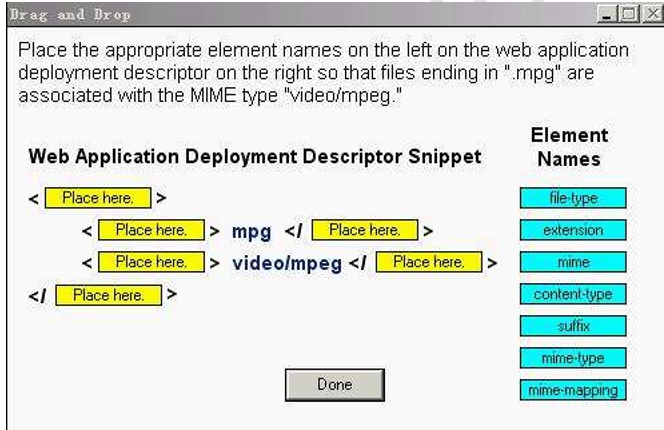 Drag and Drop
Place the appropriate element names on the left on the web application
deployment descriptor on the right so that files ending in ".mpg" are
associated with the MIME type "video/mpeg."
Web Application Deployment Descriptor Snippet
< Place here. >
< Place here. > mpg </ Place here. >
< Place here. > video/mpeg </ Place here. >
</ Place here. >
Element
Names
file-type
extension
mime
content-type
suffix
mime-type
mime-mapping
Done